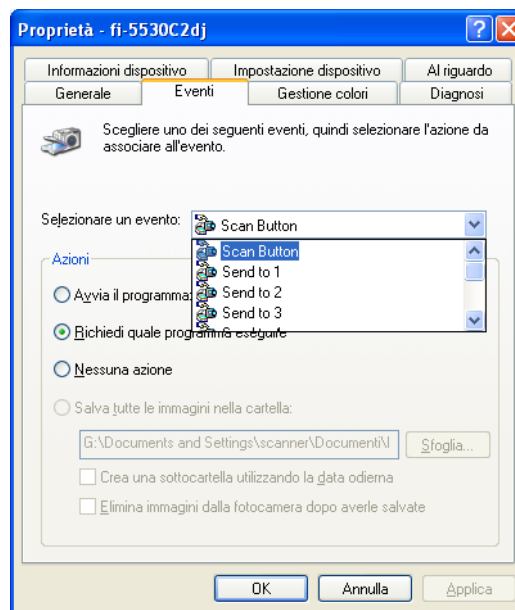 Proprietà - fi-5530C2dj
Informazioni dispositivo Impostazione dispositivo Al riguardo
Generale Eventi Gestione colori Diagnosi
Scegliere uno dei seguenti eventi, quindi selezionare l'azione da
associare all'evento.
Selezionare un evento: Scan Button
Scan Button
Send to 1
Send to 2
Send to 3
Azioni
Avvia il programma:
Richiedi quale programma eseguire
Nessuna azione
Salva tutte le immagini nella cartella:
G:\Documents and Settings\scanner\Documenti\I Sfoglia...
Crea una sottocartella utilizzando la data odierna
Elimina immagini dalla fotocamera dopo averle salvate
OK Annulla Applica